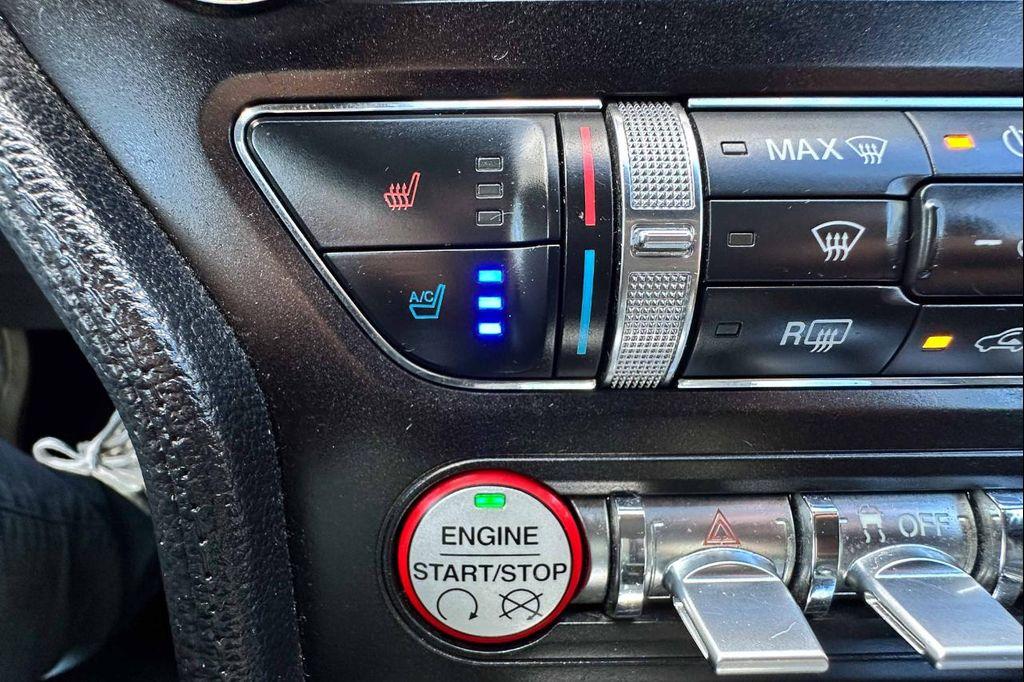 MAX
A/C
R
ENGINE
START/STOP
OFF